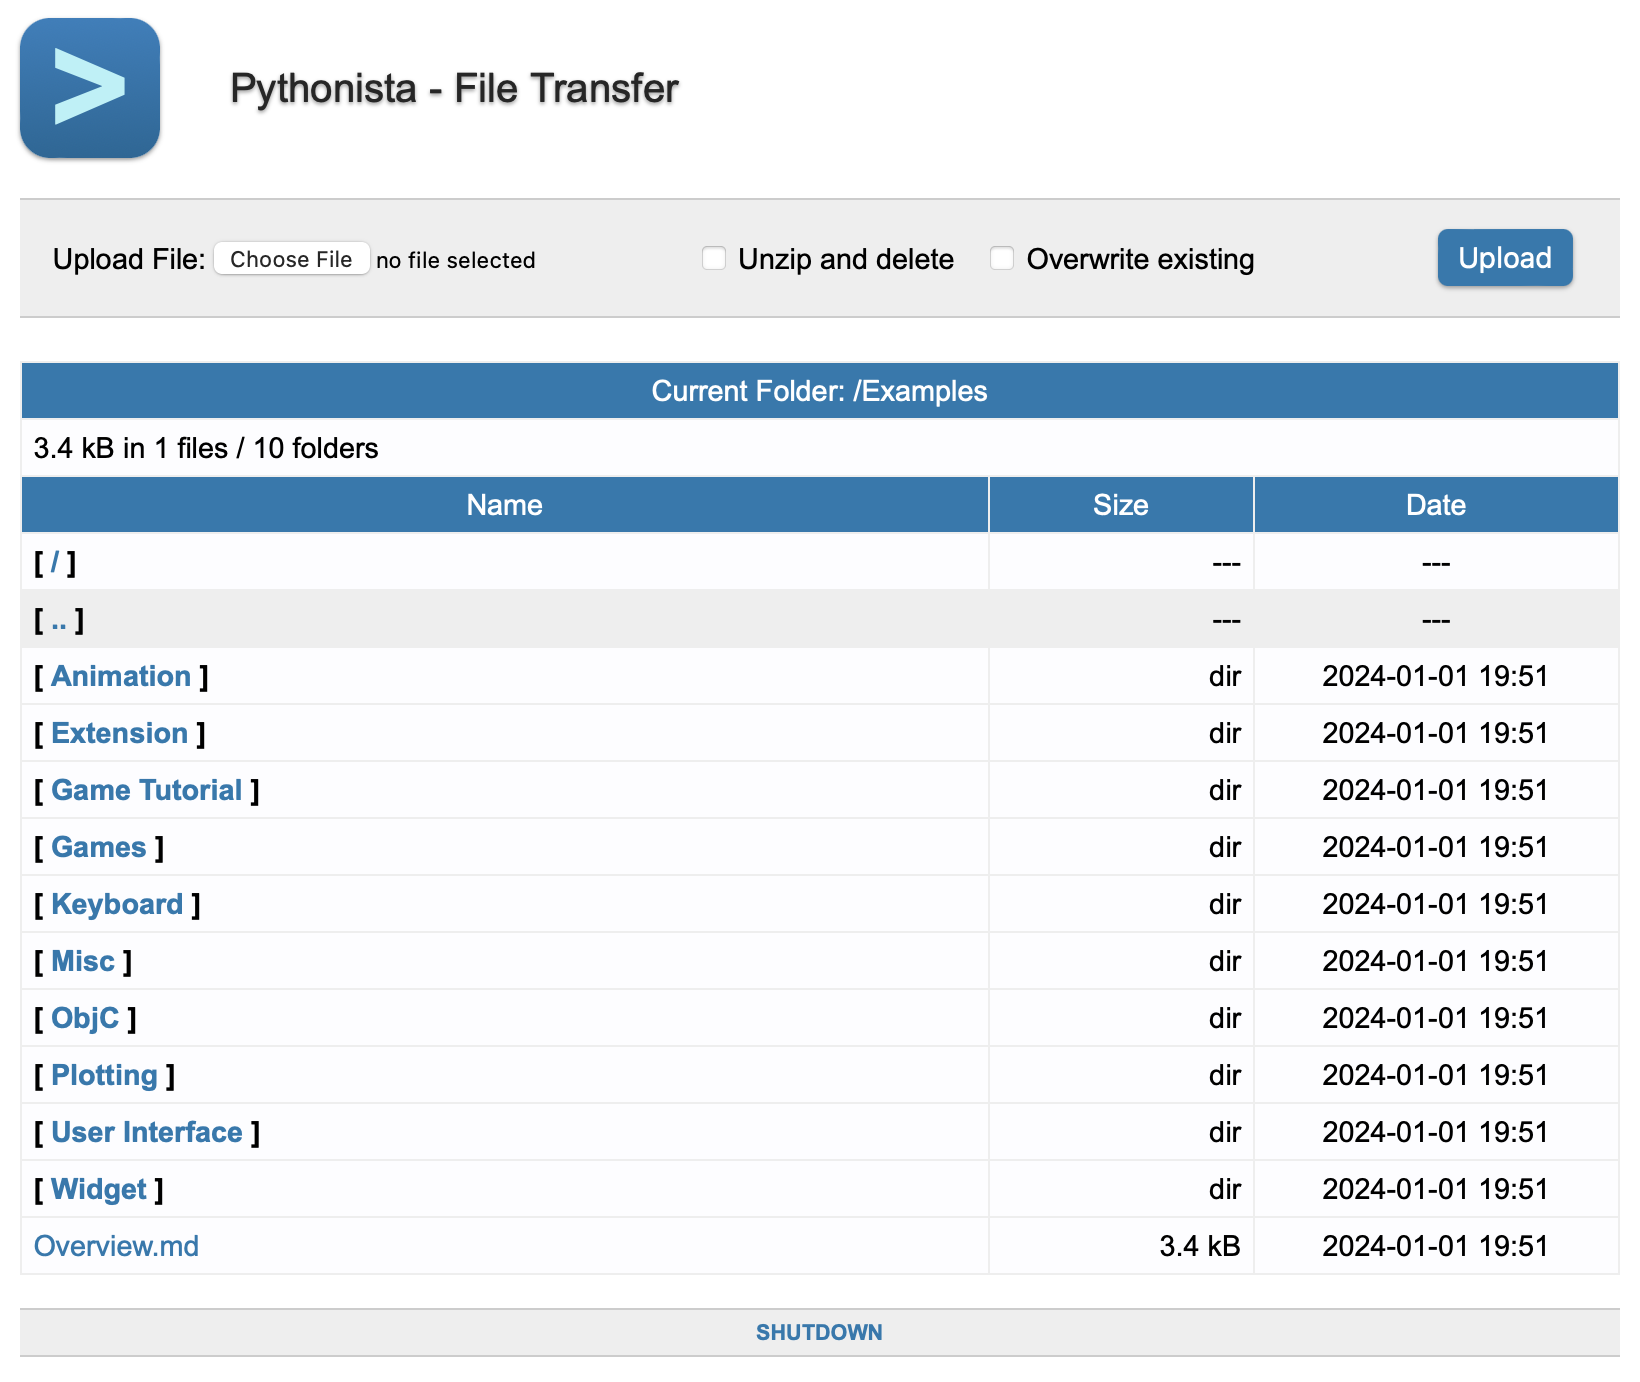 >
Pythonista - File Transfer
Upload File: Choose File no file selected Unzip and delete Overwrite existing Upload
Current Folder: /Examples
3.4 kB in 1 files / 10 folders
Name Size Date
[ / ] --- ---
[ .. ] --- ---
[ Animation ] dir 2024-01-01 19:51
[ Extension ] dir 2024-01-01 19:51
[ Game Tutorial ] dir 2024-01-01 19:51
[ Games ] dir 2024-01-01 19:51
[ Keyboard ] dir 2024-01-01 19:51
[ Misc ] dir 2024-01-01 19:51
[ ObjC ] dir 2024-01-01 19:51
[ Plotting ] dir 2024-01-01 19:51
[ User Interface ] dir 2024-01-01 19:51
[ Widget ] dir 2024-01-01 19:51
Overview.md 3.4 kB 2024-01-01 19:51
SHUTDOWN